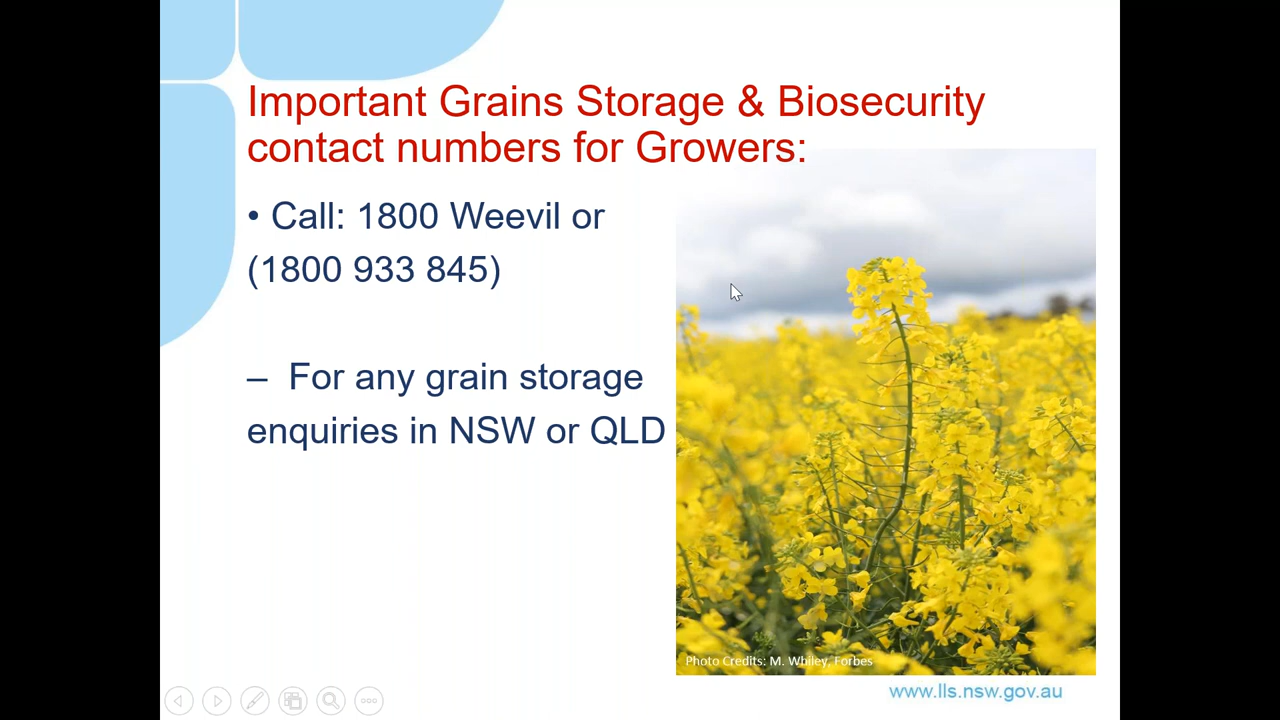 Important Grains Storage & Biosecurity
contact numbers for Growers:
• Call: 1800 Weevil or
(1800 933 845)
– For any grain storage
enquiries in NSW or QLD
Photo Credits: M. Whiley, Forbes
www.lls.nsw.gov.au